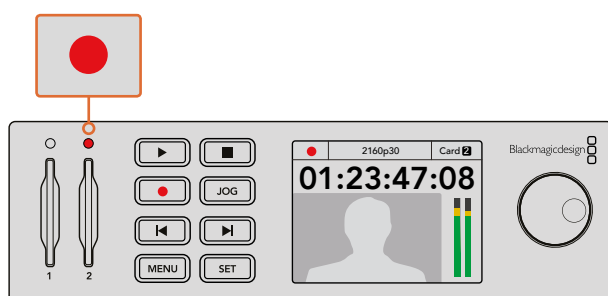 2160p30 Card 2
01:23:47:08
Blackmagicdesign
JOG
MENU SET
1 2